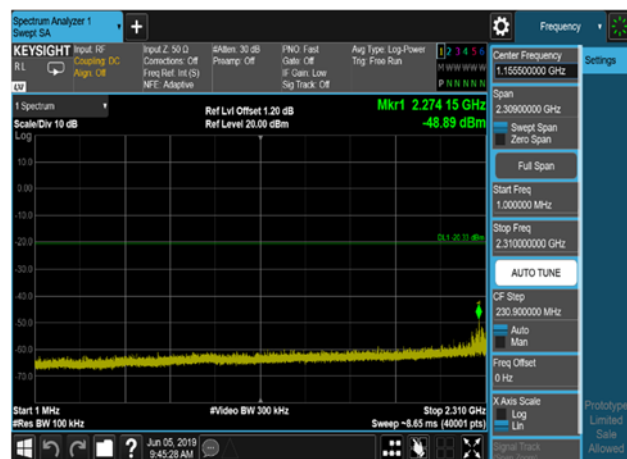 Spectrum Analyzer 1
Swept SA
+
Frequency
KEYSIGHT
RL
LW
Input: RF
Coupling: DC
Align: Off
Input Z: 50 Ω
Corrections: Off
Freq Ref: Int (S)
NFE: Adaptive
#Atten: 30 dB
Preamp: Off
PNO: Fast
Gate: Off
IF Gain: Low
Sig Track: Off
Avg Type: Log-Power
Trig: Free Run
1 2 3 4 5 6
M W W W W W
P N N N N N
1 Spectrum
Scale/Div 10 dB
Log
Ref Lvl Offset 1.20 dB
Ref Level 20.00 dBm
Mkr1 2.274 15 GHz
-48.89 dBm
10.0
0.00
-10.0
-20.0
-30.0
-40.0
-50.0
-60.0
-70.0
1
Start 1 MHz
#Res BW 100 kHz
#Video BW 300 kHz
Stop 2.310 GHz
Sweep ~8.65 ms (40001 pts)
Center Frequency
1.155500000 GHz
Span
2.30900000 GHz
Swept Span
Zero Span
Full Span
Start Freq
1.000000 MHz
Stop Freq
2.310000000 GHz
AUTO TUNE
CF Step
230.900000 MHz
Auto
Man
Freq Offset
0 Hz
X Axis Scale
Log
Lin
Signal Track
Settings
Prototype
Limited
Sale
Allowed
?
Jun 05, 2019
9:45:28 AM